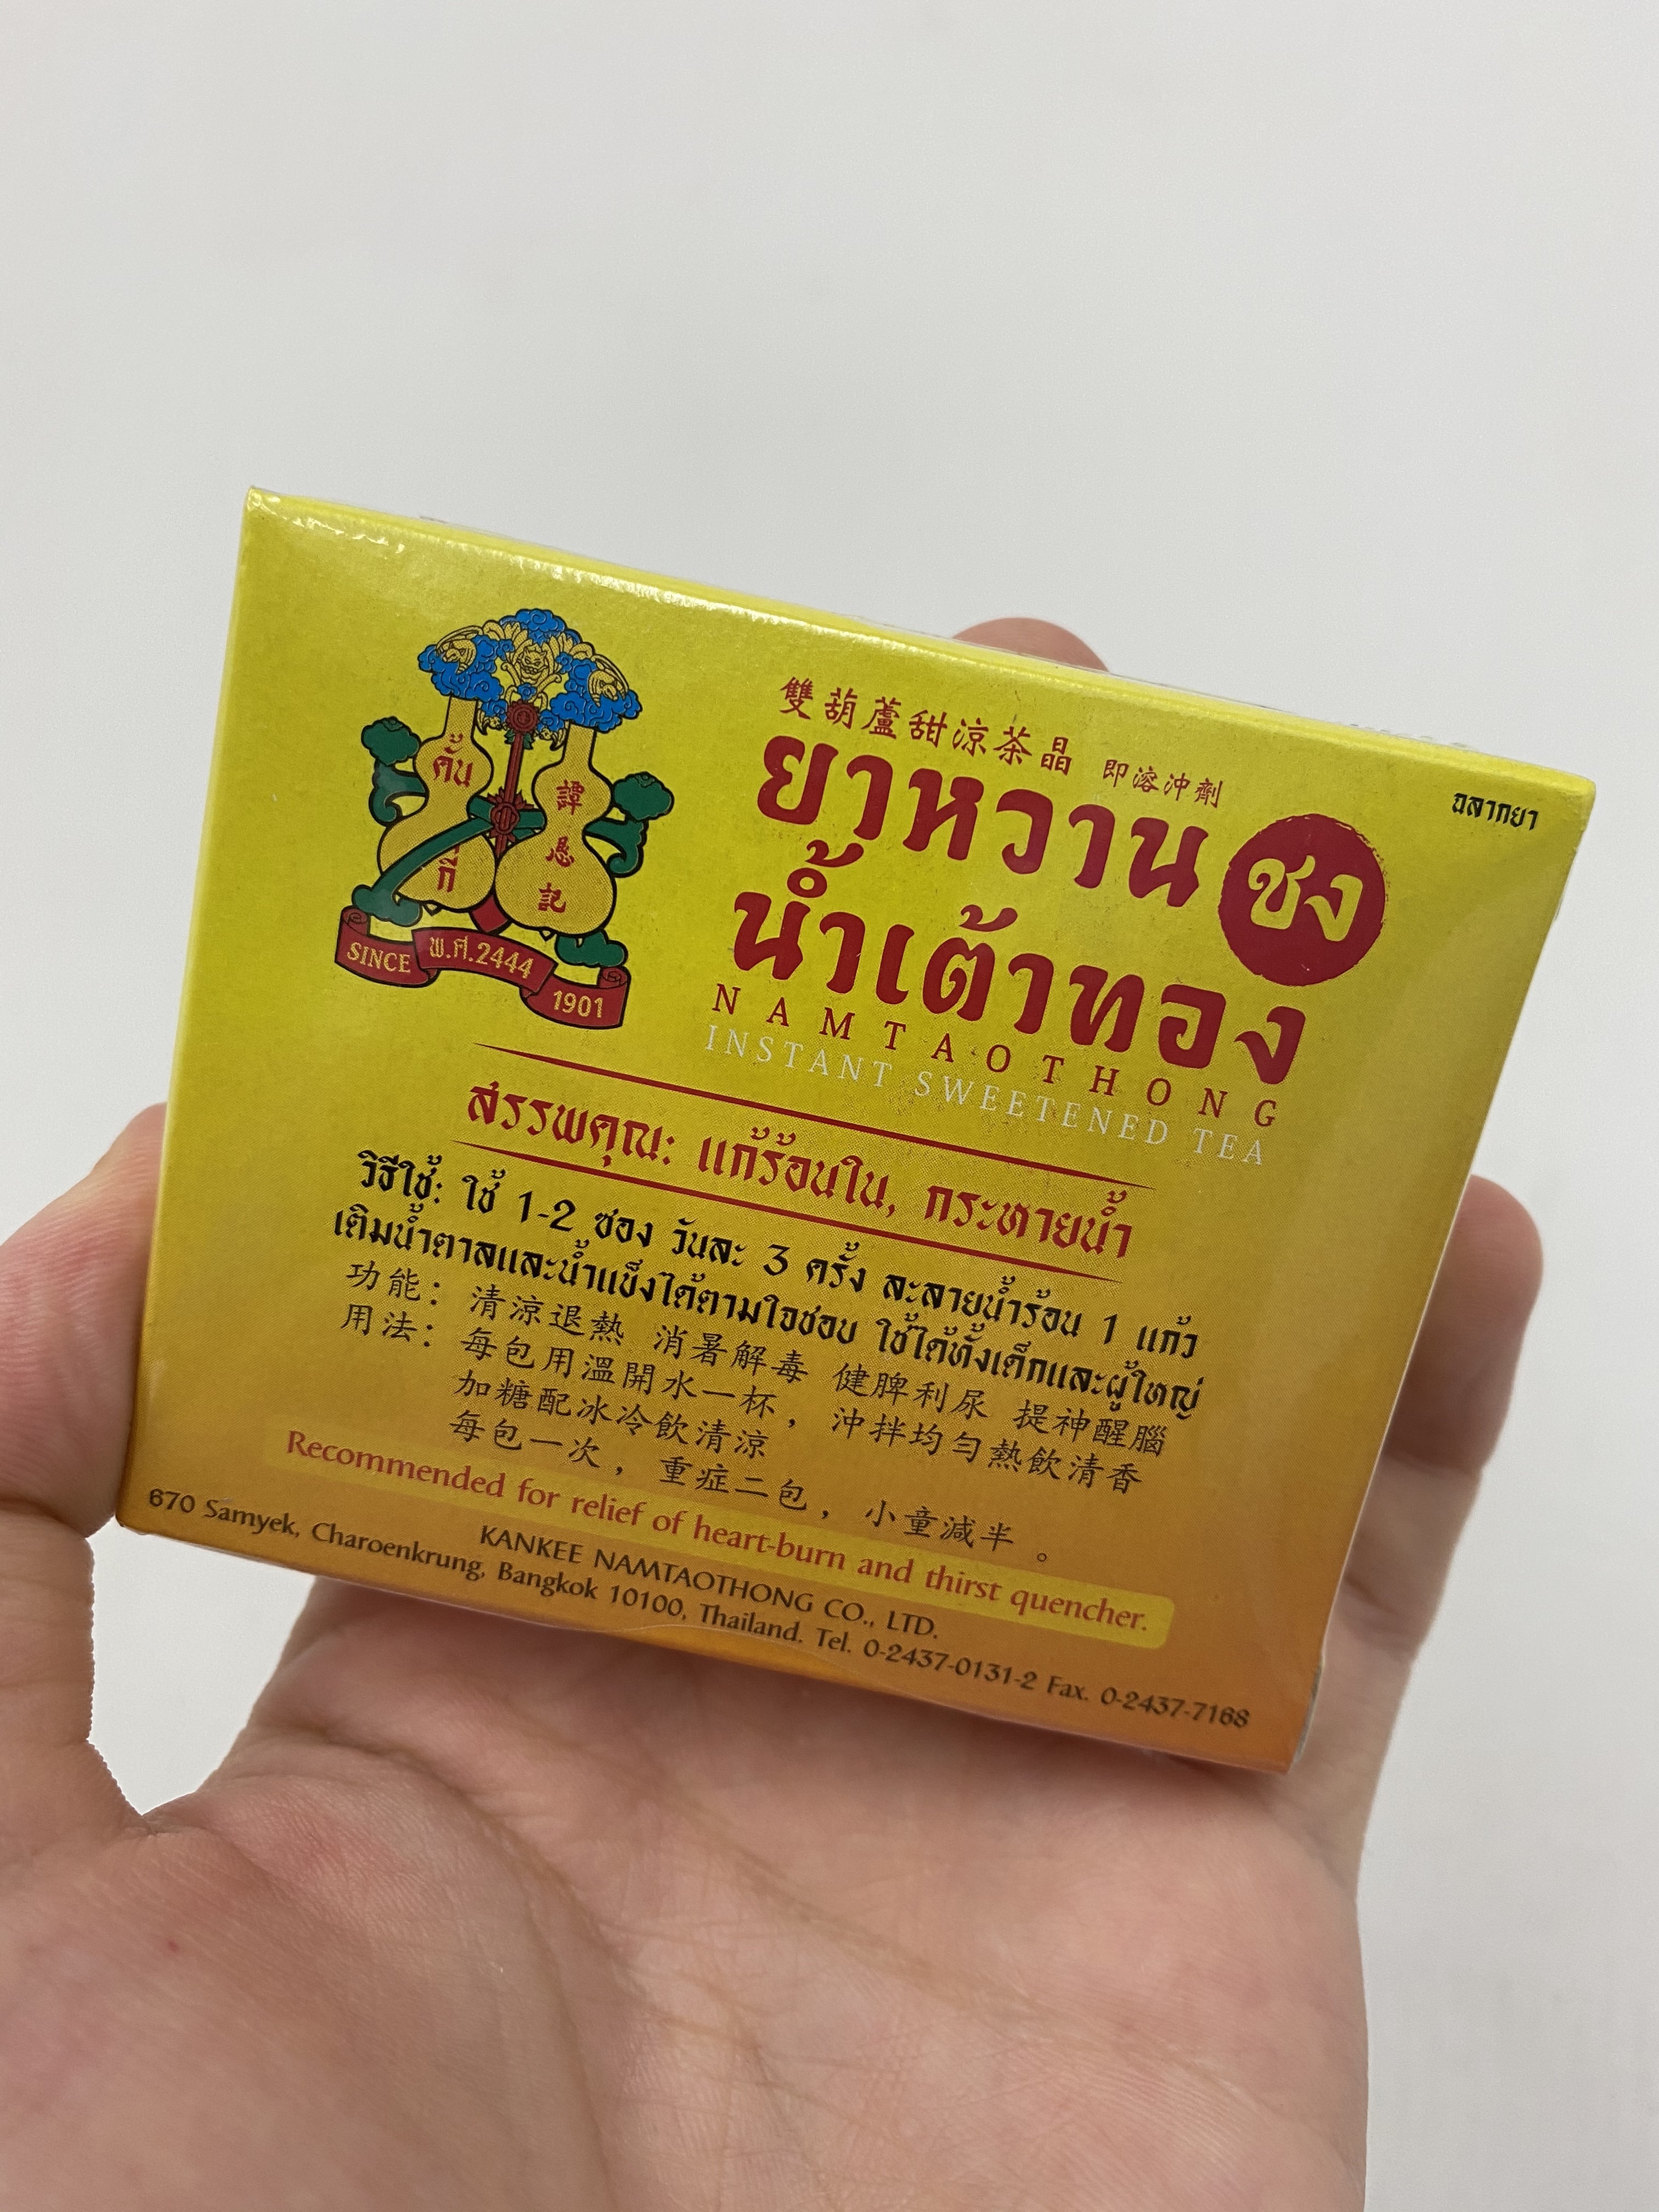 คั้น
กี่
譚
恳
記
SINCE พ.ศ.2444 1901
雙葫蘆甜涼茶晶 即溶沖劑
ฉลากยา
ยาหวาน ชง
น้ำเต้าทอง
NAMTAOTHONG
INSTANT SWEETENED TEA
สรรพคุณ: แก้ร้อนใน, กระหายน้ำ
วิธีใช้: ใช้ 1-2 ซอง วันละ 3 ครั้ง ละลายน้ำร้อน 1 แก้ว
เติมน้ำตาลและน้ำแข็งได้ตามใจชอบ ใช้ได้ทั้งเด็กและผู้ใหญ่
功能： 清涼退熱 消暑解毒 健脾利尿 提神醒腦
用法： 每包用溫開水一杯，沖拌均勻熱飲清香
加糖配冰冷飲清涼
每包一次，重症二包，小童減半。
Recommended for relief of heart-burn and thirst quencher.
KANKEE NAMTAOTHONG CO., LTD.
670 Samyek, Charoenkrung, Bangkok 10100, Thailand. Tel. 0-2437-0131-2 Fax. 0-2437-7168